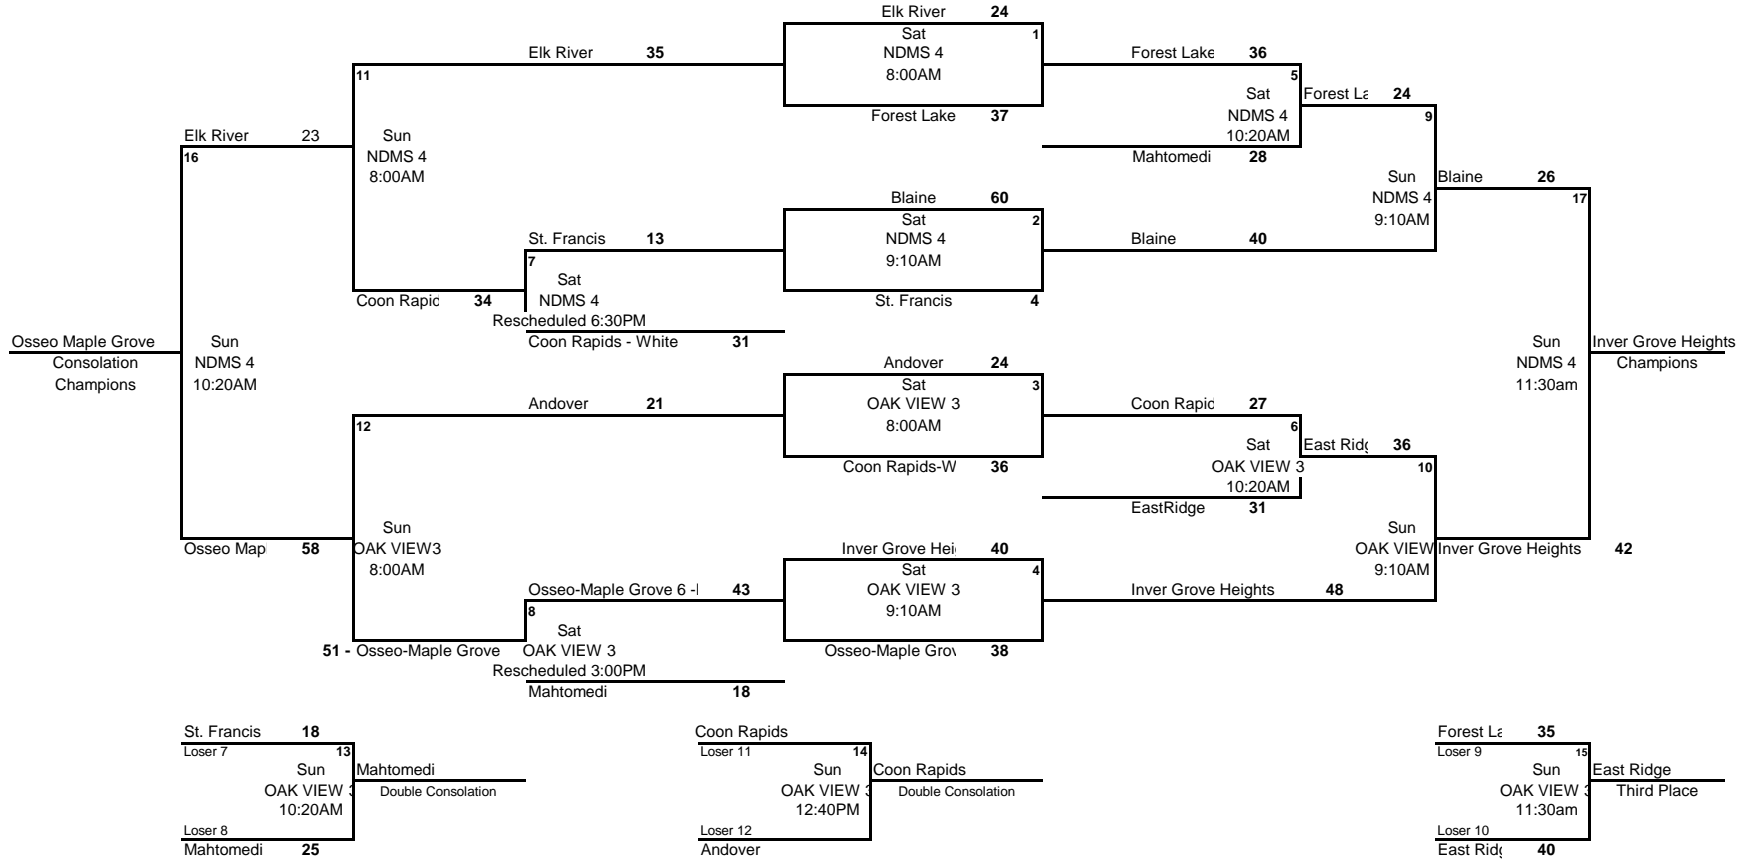 Elk River 24
Sat 1
Elk River 35 NDMS 4 Forest Lake 36
11 8:00AM 5
Sat Forest La 24
Forest Lake 37 NDMS 4 9
Elk River 23 Sun 10:20AM
16 NDMS 4 Mahtomedi 28
8:00AM Sun Blaine 26
Blaine 60 NDMS 4 17
Sat 2 9:10AM
St. Francis 13 NDMS 4 Blaine 40
7 9:10AM
Sat
Coon Rapid 34 NDMS 4 St. Francis 4
Rescheduled 6:30PM
Osseo Maple Grove Sun Coon Rapids - White 31 Sun Inver Grove Heights
Consolation NDMS 4 Andover 24 NDMS 4 Champions
Champions 10:20AM Sat 3 11:30am
Andover 21 OAK VIEW 3 Coon Rapid 27
12 8:00AM 6
Sat East Ridg 36
Coon Rapids-W 36 OAK VIEW 3 10
10:20AM
EastRidge 31
Sun Sun
Osseo Mapl 58 OAK VIEW3 Inver Grove Hei 40 OAK VIEW Inver Grove Heights 42
8:00AM Sat 4 9:10AM
Osseo-Maple Grove 6 - 43 OAK VIEW 3 Inver Grove Heights 48
8 9:10AM
Sat
51 - Osseo-Maple Grove OAK VIEW 3 Osseo-Maple Grov 38
Rescheduled 3:00PM
Mahtomedi 18
St. Francis 18 Coon Rapids Forest La 35
Loser 7 13 Loser 11 14 Loser 9 15
Sun Mahtomedi Sun Coon Rapids Sun East Ridge
OAK VIEW 3 Double Consolation OAK VIEW 3 Double Consolation OAK VIEW 3 Third Place
10:20AM 12:40PM 11:30am
Loser 8 Loser 12 Loser 10
Mahtomedi 25 Andover East Ridg 40